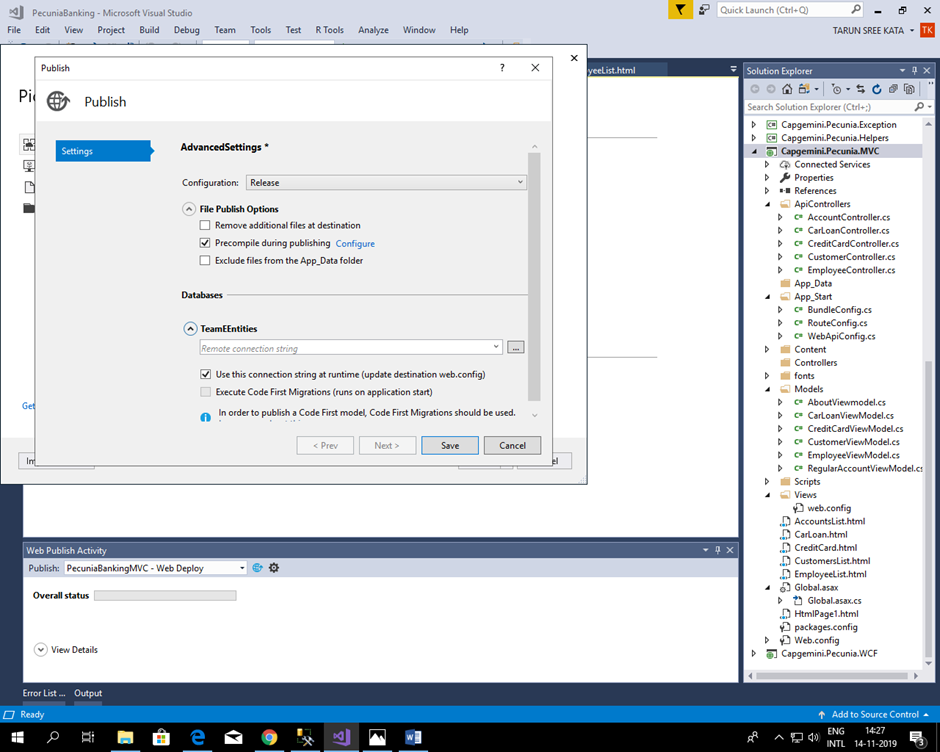 PecuniaBanking - Microsoft Visual Studio
Quick Launch (Ctrl+Q)
File Edit View Project Build Debug Team Tools Test R Tools Analyze Window Help
TARUN SREE KATA TK
Publish
?
Publish
Settings
AdvancedSettings *
Configuration: Release
File Publish Options
Remove additional files at destination
Precompile during publishing Configure
Exclude files from the App_Data folder
Databases
TeamEEntities
Remote connection string
...
Use this connection string at runtime (update destination web.config)
Execute Code First Migrations (runs on application start)
In order to publish a Code First model, Code First Migrations should be used.
< Prev Next > Save Cancel
Pi
Get
Im
el
yeeList.html
Solution Explorer
Search Solution Explorer (Ctrl+;)
Capgemini.Pecunia.Exception
Capgemini.Pecunia.Helpers
Capgemini.Pecunia.MVC
Connected Services
Properties
References
ApiControllers
AccountController.cs
CarLoanController.cs
CreditCardController.cs
CustomerController.cs
EmployeeController.cs
App_Data
App_Start
BundleConfig.cs
RouteConfig.cs
WebApiConfig.cs
Content
Controllers
fonts
Models
AboutViewmodel.cs
CarLoanViewModel.cs
CreditCardViewModel.cs
CustomerViewModel.cs
EmployeeViewModel.cs
RegularAccountViewModel.cs
Scripts
Views
web.config
AccountsList.html
CarLoan.html
CreditCard.html
CustomersList.html
EmployeeList.html
Global.asax
Global.asax.cs
HtmlPage1.html
packages.config
Web.config
Capgemini.Pecunia.WCF
Web Publish Activity
Publish: PecuniaBankingMVC - Web Deploy
Overall status
View Details
Error List ... Output
Ready
Add to Source Control
ENG
INTL
14:27
14-11-2019
3